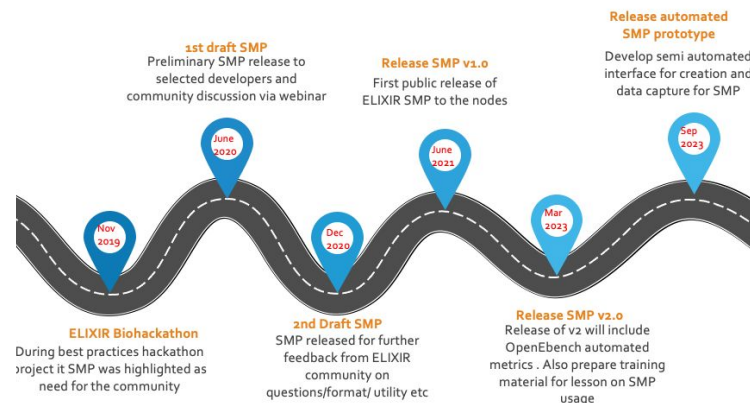 Nov
2019
ELIXIR Biohackathon
During best practices hackathon
project it SMP was highlighted as
need for the community
1st draft SMP
Preliminary SMP release to
selected developers and
community discussion via webinar
June
2020
Dec
2020
2nd Draft SMP
SMP released for further
feedback from ELIXIR
community on
questions/format/ utility etc
Release SMP v1.0
First public release of
ELIXIR SMP to the nodes
June
2021
Mar
2023
Release SMP v2.0
Release of v2 will include
OpenEbench automated
metrics . Also prepare training
material for lesson on SMP
usage
Release automated
SMP prototype
Develop semi automated
interface for creation and
data capture for SMP
Sep
2023